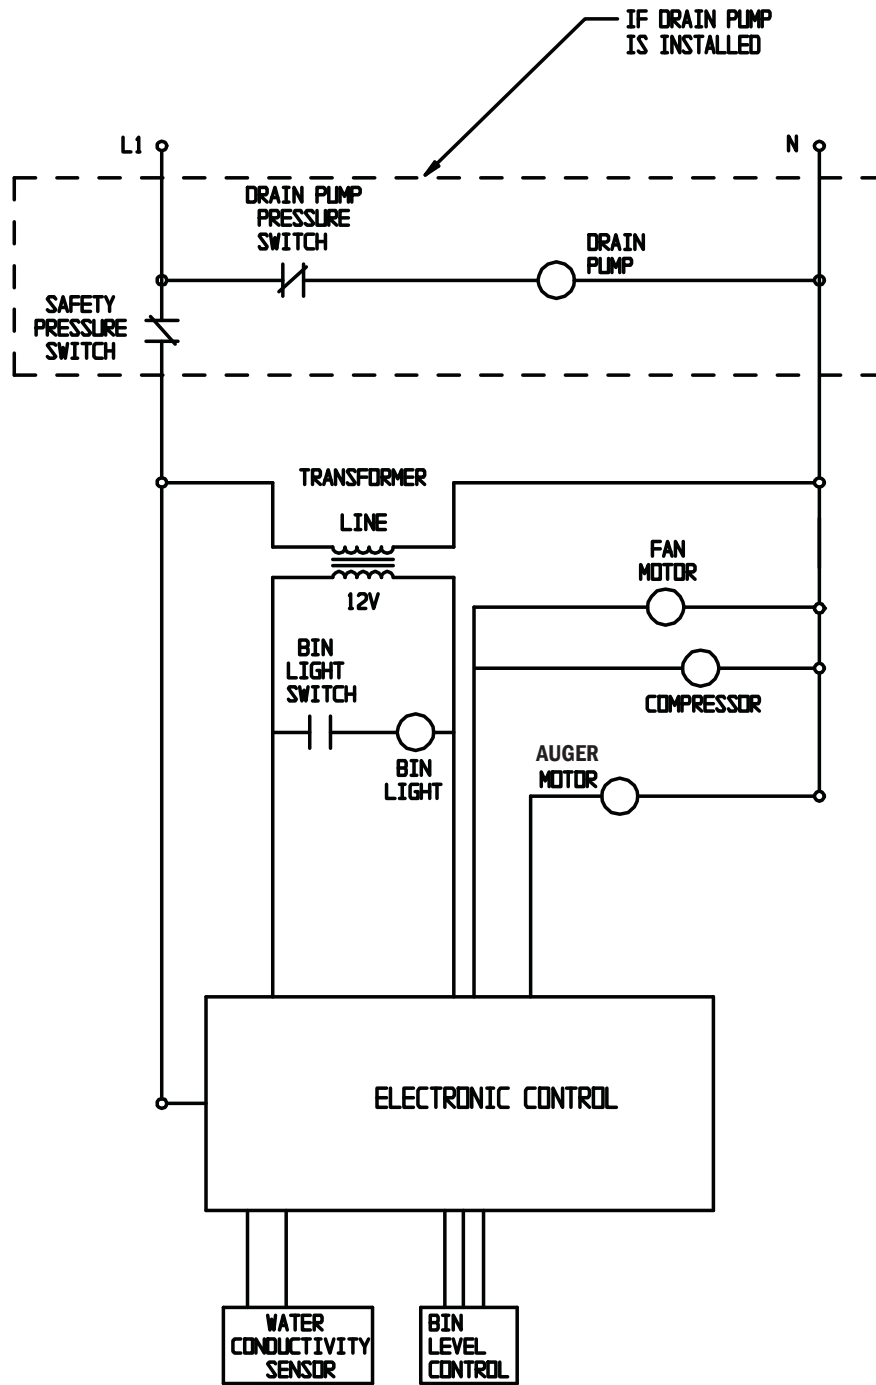 IF DRAIN PUMP
IS INSTALLED
L1
N
DRAIN PUMP
PRESSURE
SWITCH
DRAIN
PUMP
SAFETY
PRESSURE
SWITCH
TRANSFORMER
LINE
12V
FAN
MOTOR
BIN
LIGHT
SWITCH
COMPRESSOR
BIN
LIGHT
AUGER
MOTOR
ELECTRONIC CONTROL
WATER
CONDUCTIVITY
SENSOR
BIN
LEVEL
CONTROL